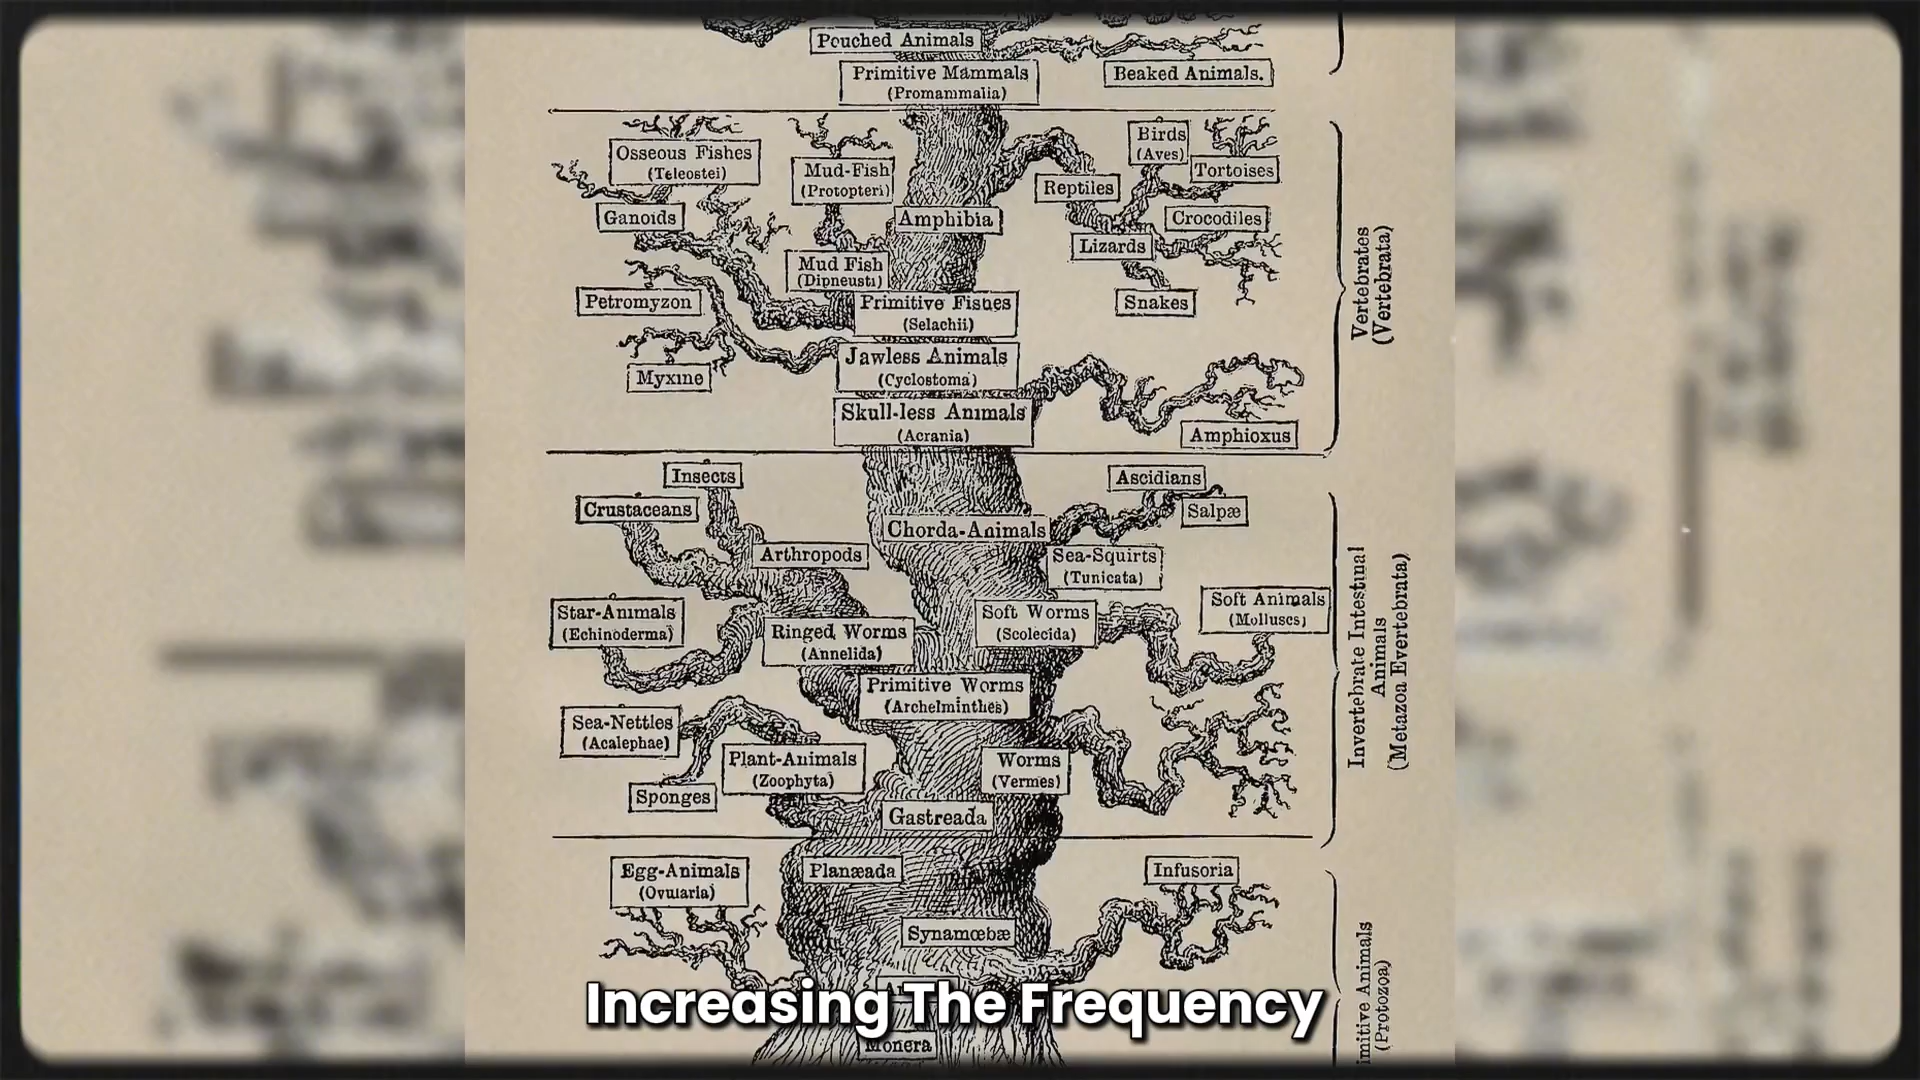 Pouched Animals
Primitive Mammals
(Promammalia)
Beaked Animals.
Osseous Fishes
(Teleostei)
Mud-Fish
(Protopteri)
Birds
(Aves)
Tortoises
Reptiles
Ganoids
Amphibia
Crocodiles
Lizards
Mud Fish
(Dipneusti)
Petromyzon
Primitive Fishes
(Selachii)
Snakes
Vertebrates
(Vertebrata)
Jawless Animals
(Cyclostoma)
Myxine
Skull-less Animals
(Acrania)
Amphioxus
Insects
Ascidians
Crustaceans
Salpæ
Chorda-Animals
Arthropods
Sea-Squirts
(Tunicata)
Star-Animals
(Echinoderma)
Ringed Worms
(Annelida)
Soft Worms
(Scolecida)
Soft Animals
(Molluscs)
Invertebrate Intestinal
Animals
(Metazoa Evertebrata)
Primitive Worms
(Archelminthes)
Sea-Nettles
(Acalephae)
Plant-Animals
(Zoophyta)
Worms
(Vermes)
Sponges
Gastreada
Egg-Animals
(Ovularia)
Planæada
Infusoria
Synamœbæ
Animals
(Protozoa)
Increasing The Frequency
Monera